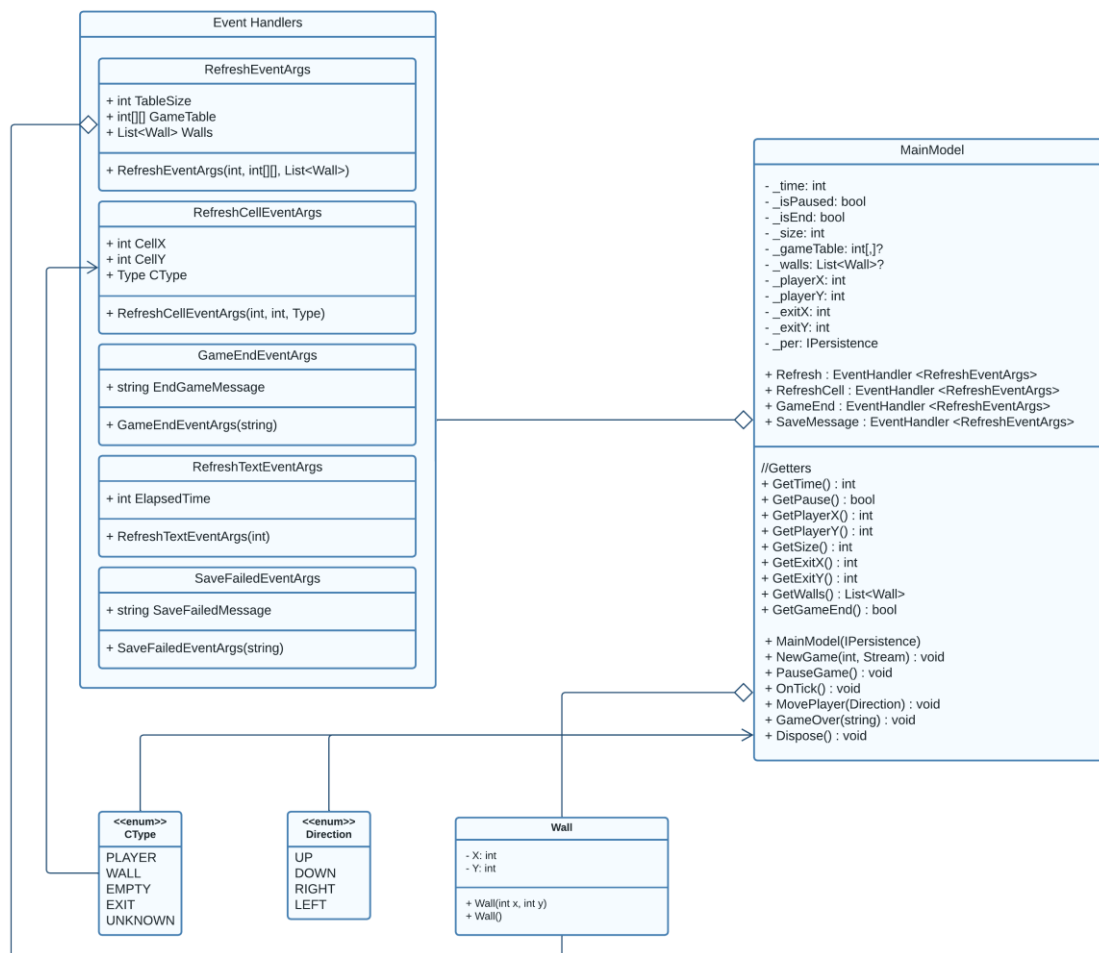 Event Handlers
RefreshEventArgs
+ int TableSize
+ int[][] GameTable
+ List<Wall> Walls
+ RefreshEventArgs(int, int[][], List<Wall>)
RefreshCellEventArgs
+ int CellX
+ int CellY
+ Type CType
+ RefreshCellEventArgs(int, int, Type)
GameEndEventArgs
+ string EndGameMessage
+ GameEndEventArgs(string)
RefreshTextEventArgs
+ int ElapsedTime
+ RefreshTextEventArgs(int)
SaveFailedEventArgs
+ string SaveFailedMessage
+ SaveFailedEventArgs(string)
MainModel
- _time: int
- _isPaused: bool
- _isEnd: bool
- _size: int
- _gameTable: int[,]?
- _walls: List<Wall>?
- _playerX: int
- _playerY: int
- _exitX: int
- _exitY: int
- _per: IPersistence
+ Refresh : EventHandler <RefreshEventArgs>
+ RefreshCell : EventHandler <RefreshEventArgs>
+ GameEnd : EventHandler <RefreshEventArgs>
+ SaveMessage : EventHandler <RefreshEventArgs>
//Getters
+ GetTime() : int
+ GetPause() : bool
+ GetPlayerX() : int
+ GetPlayerY() : int
+ GetSize() : int
+ GetExitX() : int
+ GetExitY() : int
+ GetWalls() : List<Wall>
+ GetGameEnd() : bool
+ MainModel(IPersistence)
+ NewGame(int, Stream) : void
+ PauseGame() : void
+ OnTick() : void
+ MovePlayer(Direction) : void
+ GameOver(string) : void
+ Dispose() : void
<<enum>>
CType
PLAYER
WALL
EMPTY
EXIT
UNKNOWN
<<enum>>
Direction
UP
DOWN
RIGHT
LEFT
Wall
- X: int
- Y: int
+ Wall(int x, int y)
+ Wall()